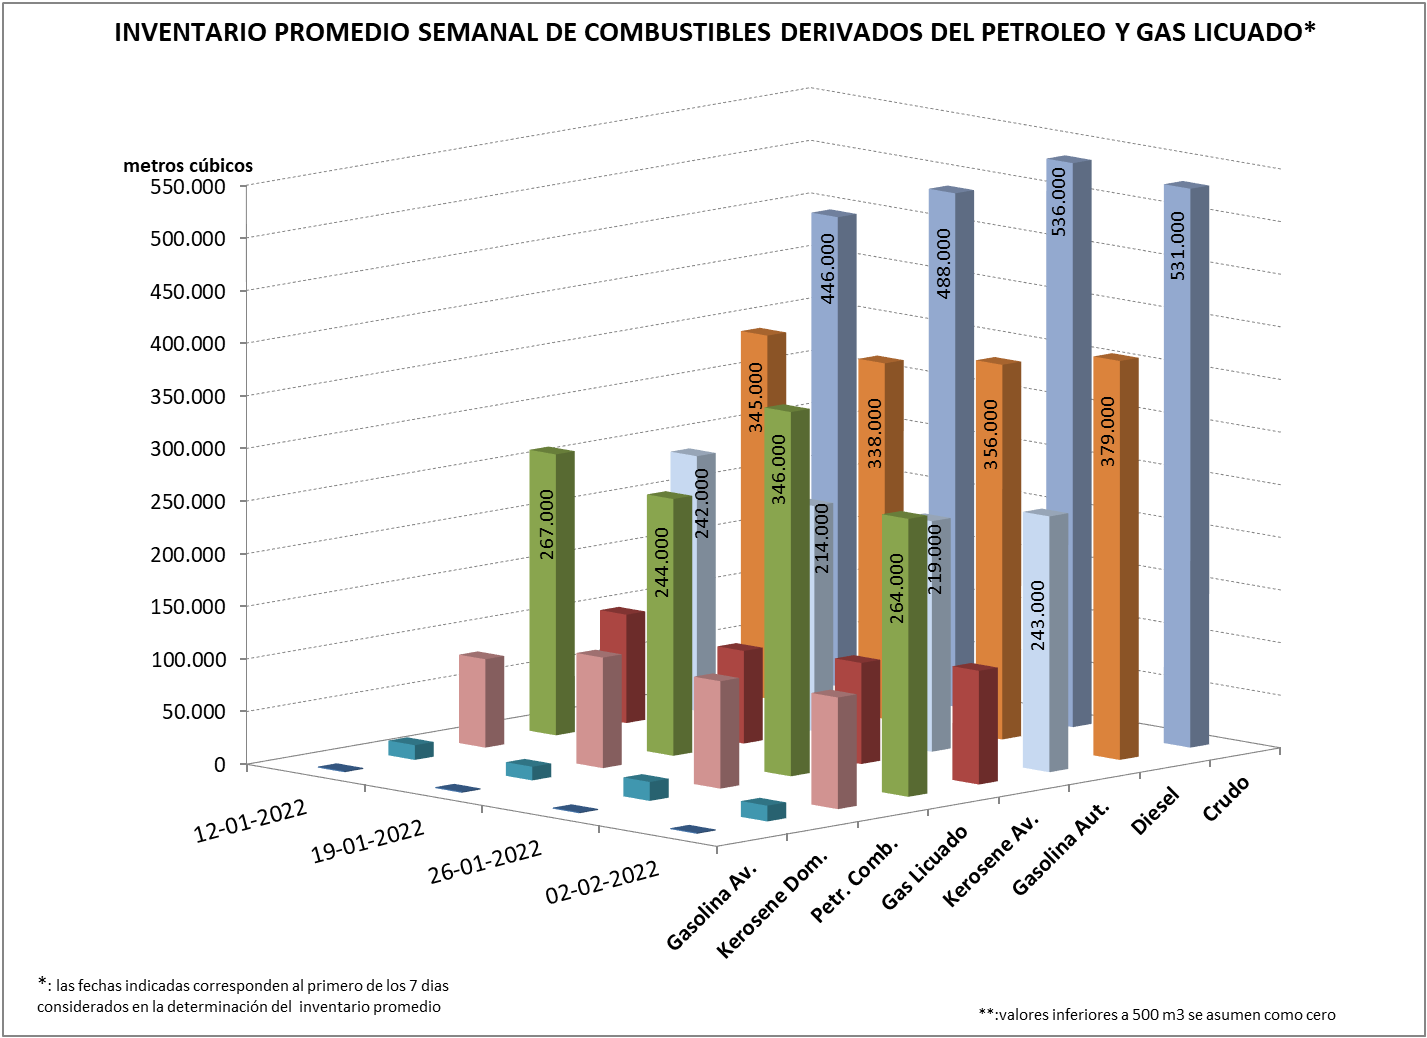 INVENTARIO PROMEDIO SEMANAL DE COMBUSTIBLES DERIVADOS DEL PETROLEO Y GAS LICUADO*
metros cúbicos
550.000
500.000
450.000
400.000
350.000
300.000
250.000
200.000
150.000
100.000
50.000
0
446.000
488.000
536.000
531.000
345.000
338.000
356.000
379.000
242.000
214.000
219.000
243.000
267.000
244.000
346.000
264.000
12-01-2022
19-01-2022
26-01-2022
02-02-2022
Gasolina Av.
Kerosene Dom.
Petr. Comb.
Gas Licuado
Kerosene Av.
Gasolina Aut.
Diesel
Crudo
*: las fechas indicadas corresponden al primero de los 7 dias
considerados en la determinación del inventario promedio
**:valores inferiores a 500 m3 se asumen como cero